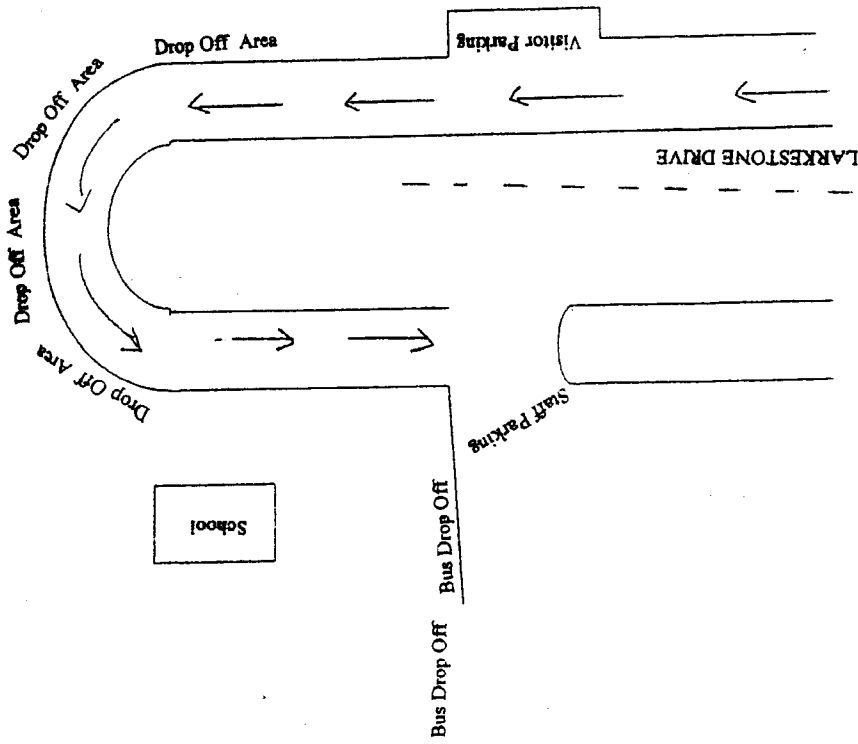 Drop Off Area
Visitor Parking
Drop Off Area
LARKESTONE DRIVE
Drop Off Area
Drop Off Area
Staff Parking
School
Bus Drop Off
Bus Drop Off